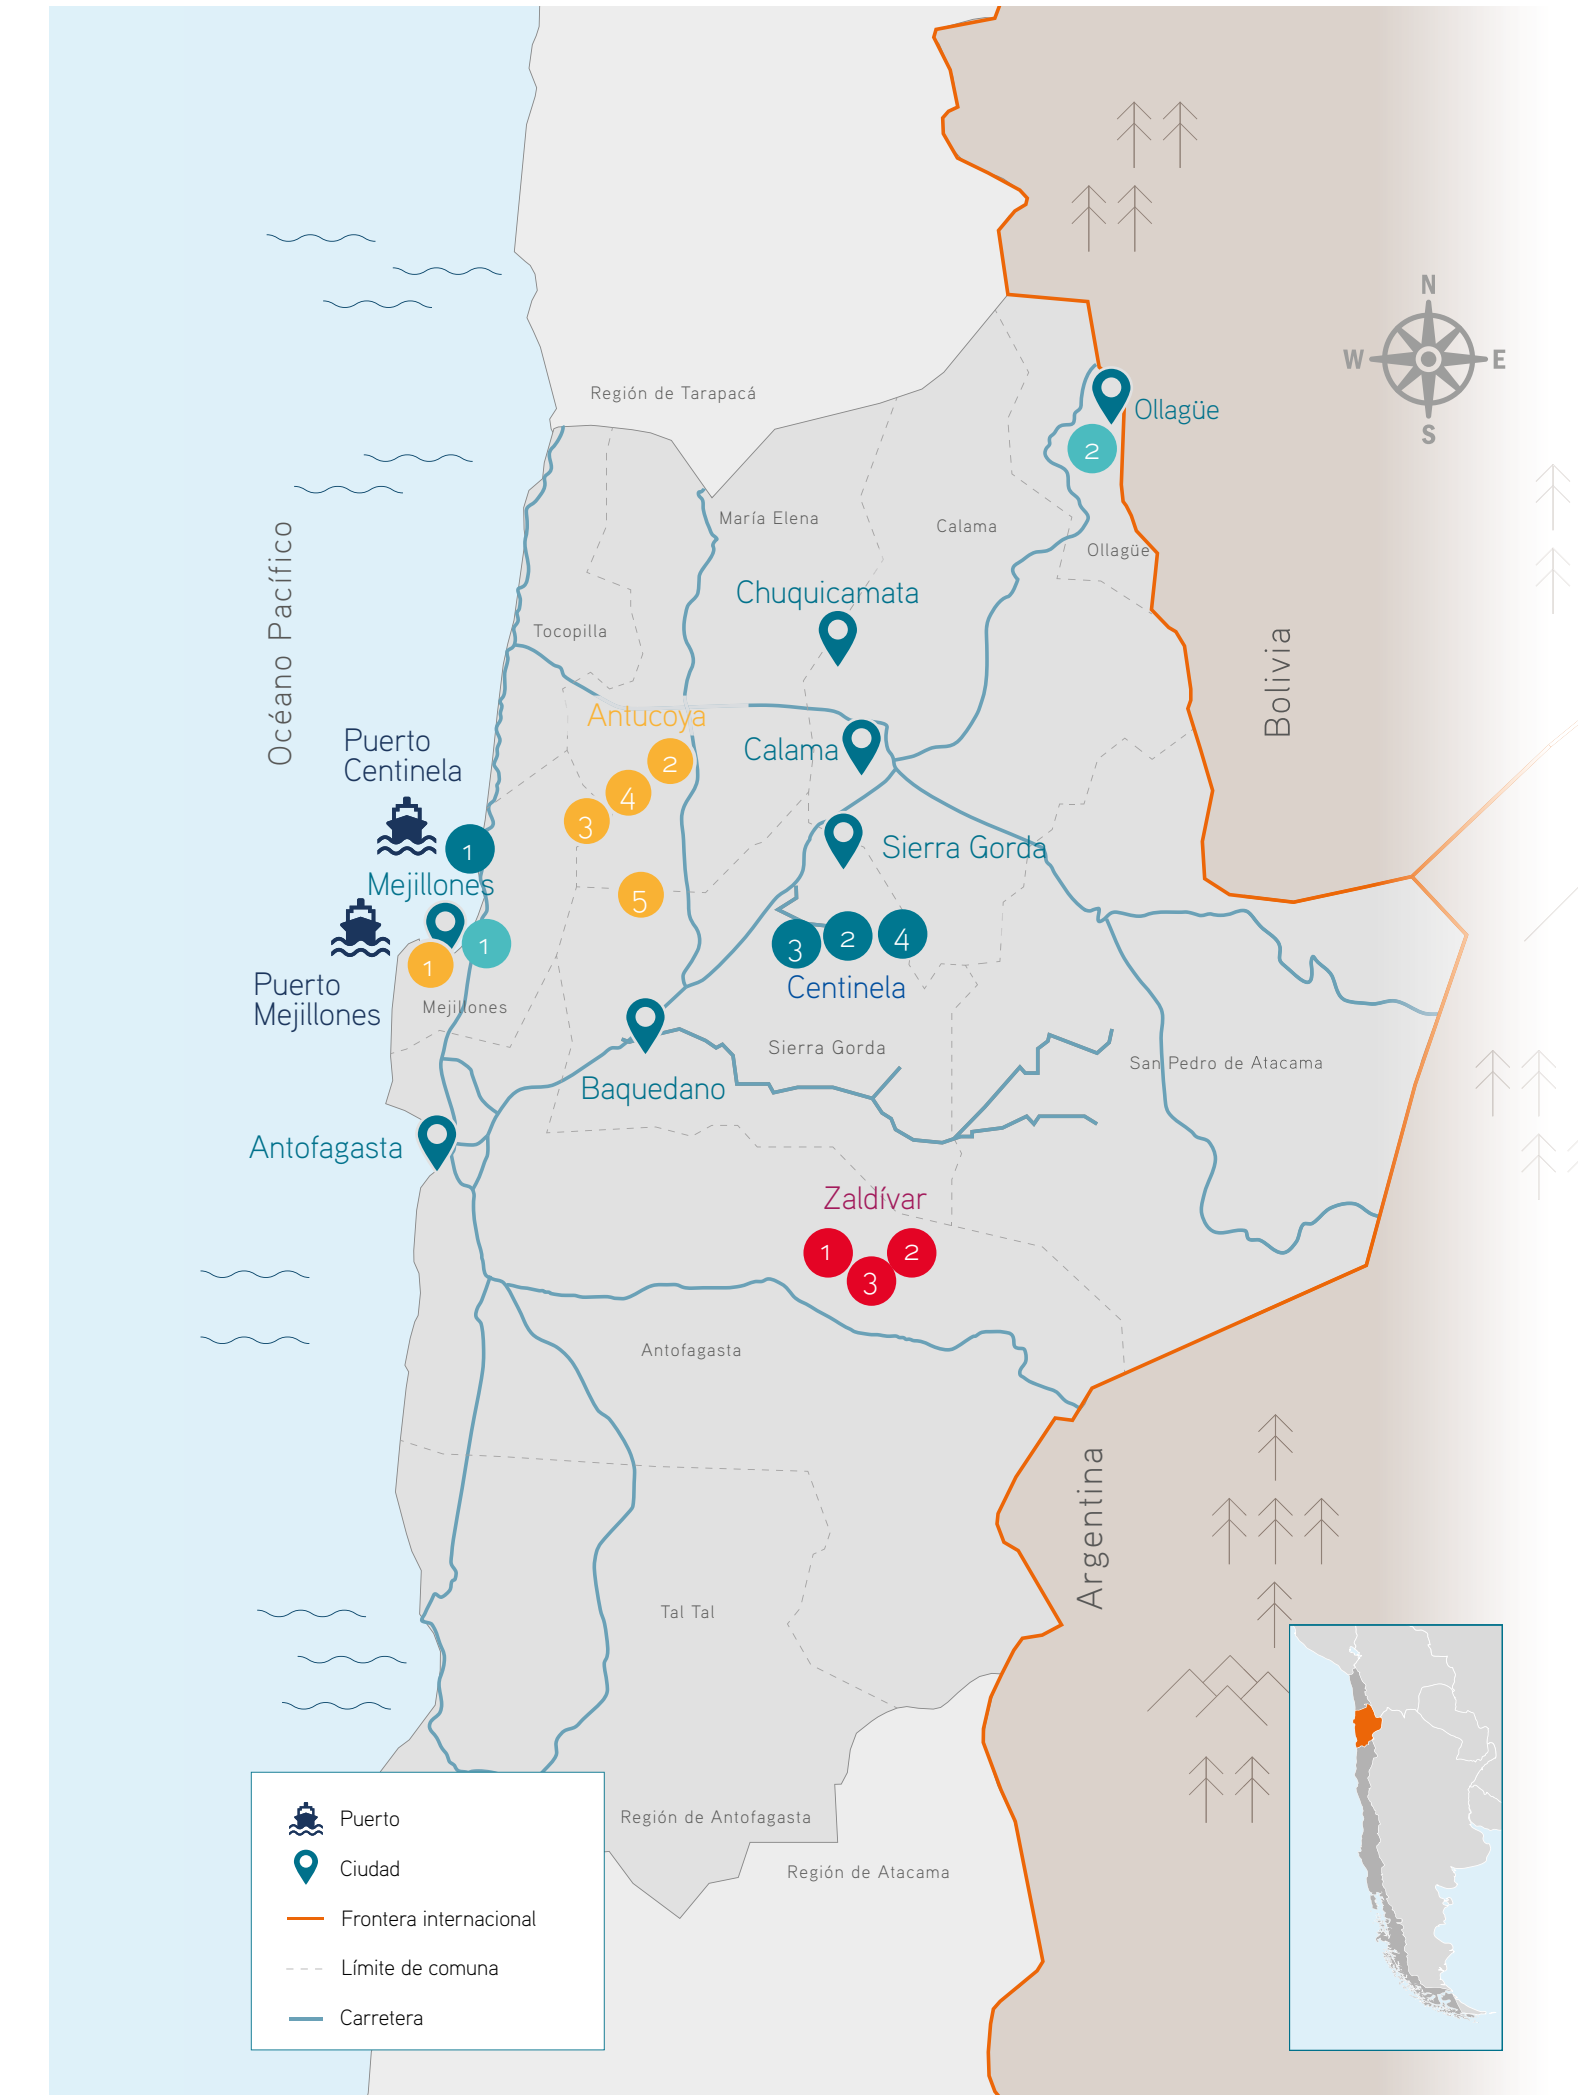 N
W
E
S
Región de Tarapacá
Ollagüe
2
María Elena
Calama
Ollagüe
Océano Pacífico
Chuquicamata
Tocopilla
Bolivia
Antucoya
Puerto
Centinela
Calama
2
4
3
1
Sierra Gorda
Mejillones
5
1
1
3
2
4
Centinela
Puerto
Mejillones
Mejillones
Sierra Gorda
San Pedro de Atacama
Baquedano
Antofagasta
Zaldívar
1
2
3
Antofagasta
Argentina
Tal Tal
Región de Antofagasta
Región de Atacama
Puerto
Ciudad
Frontera internacional
Límite de comuna
Carretera